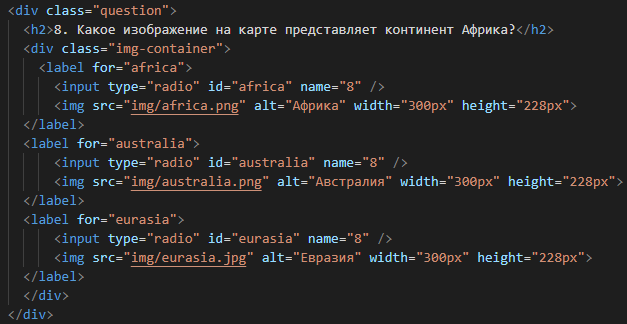 <div class="question">
<h2>8. Какое изображение на карте представляет континент Африка?</h2>
<div class="img-container">
<label for="africa">
<input type="radio" id="africa" name="8" />
<img src="img/africa.png" alt="Африка" width="300px" height="228px">
</label>
<label for="australia">
<input type="radio" id="australia" name="8" />
<img src="img/australia.png" alt="Австралия" width="300px" height="228px">
</label>
<label for="eurasia">
<input type="radio" id="eurasia" name="8" />
<img src="img/eurasia.jpg" alt="Евразия" width="300px" height="228px">
</label>
</div>
</div>